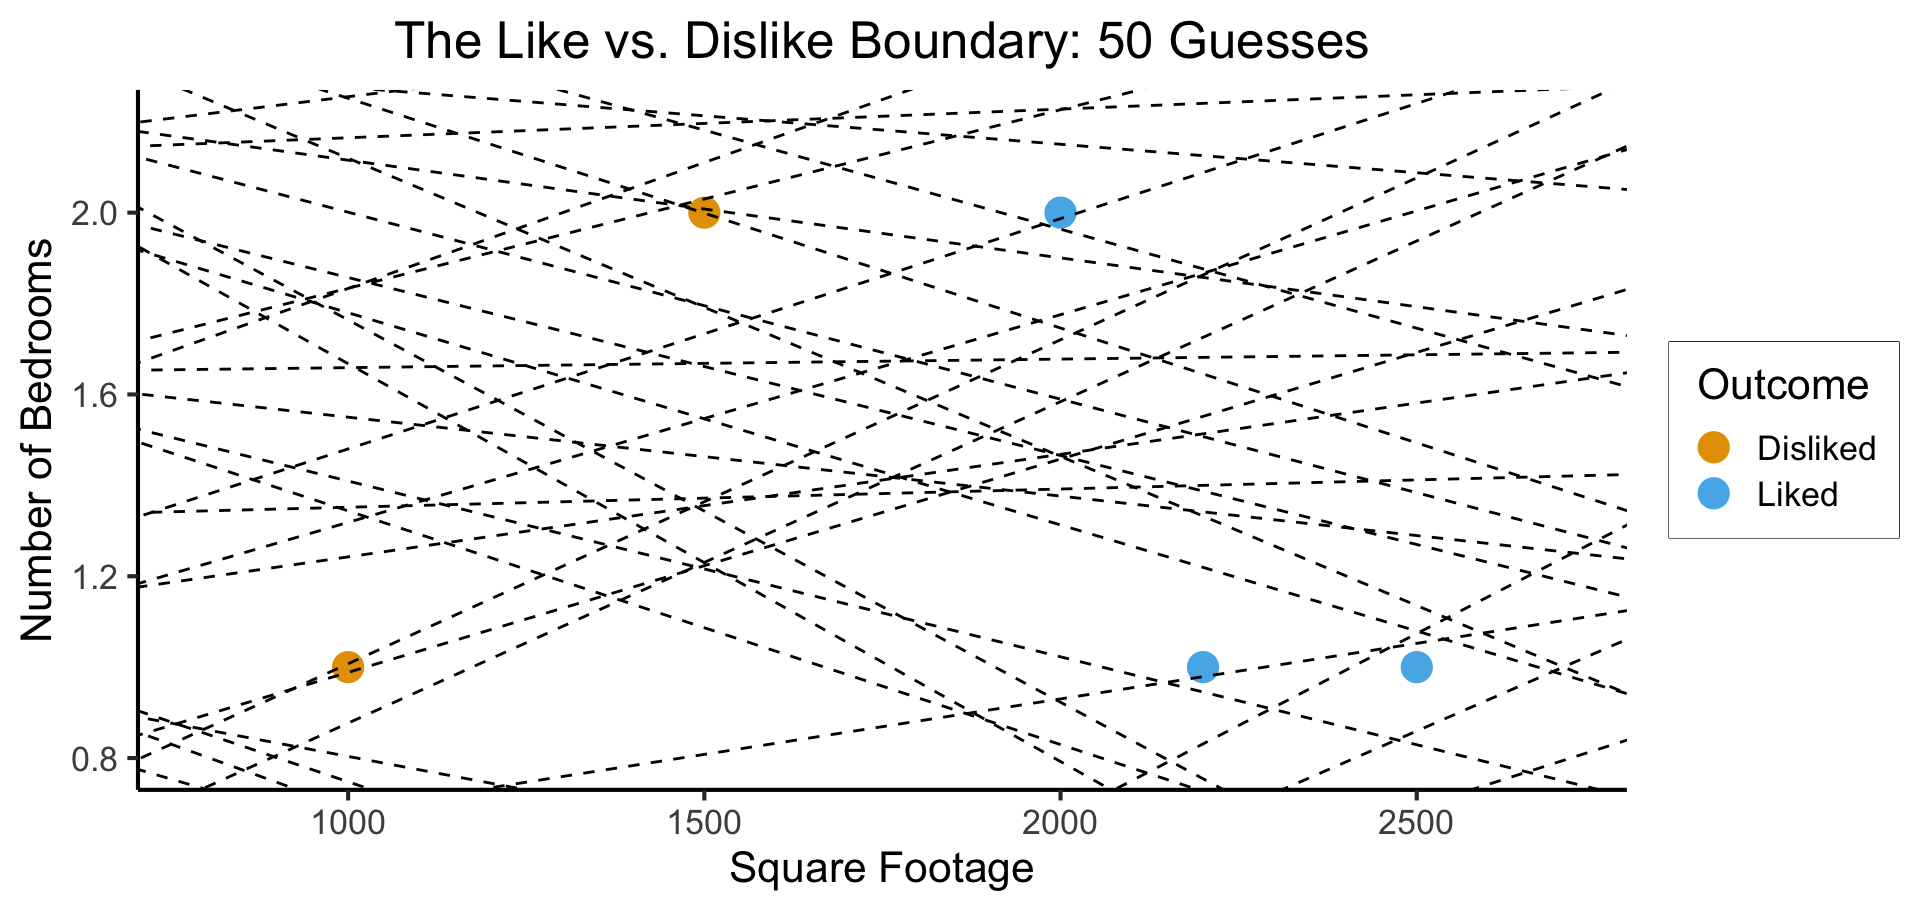 The Like vs. Dislike Boundary: 50 Guesses
Number of Bedrooms
2.0
1.6
1.2
0.8
1000 1500 2000 2500
Square Footage
Outcome
Disliked
Liked